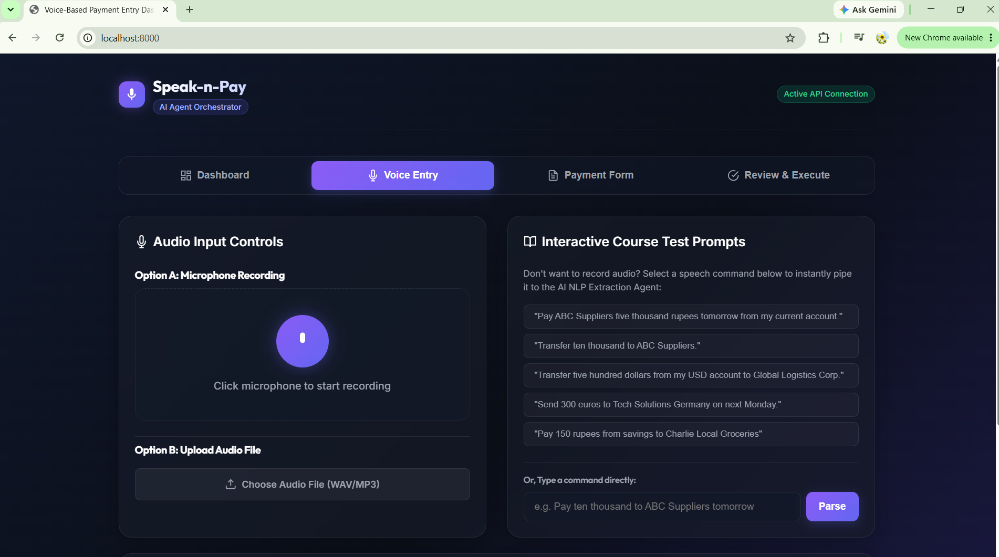 Voice-Based Payment Entry Das
Ask Gemini
localhost:8000
New Chrome available
Speak-n-Pay
AI Agent Orchestrator
Active API Connection
Dashboard
Voice Entry
Payment Form
Review & Execute
Audio Input Controls
Option A: Microphone Recording
Click microphone to start recording
Option B: Upload Audio File
Choose Audio File (WAV/MP3)
Interactive Course Test Prompts
Don't want to record audio? Select a speech command below to instantly pipe
it to the AI NLP Extraction Agent:
"Pay ABC Suppliers five thousand rupees tomorrow from my current account."
"Transfer ten thousand to ABC Suppliers."
"Transfer five hundred dollars from my USD account to Global Logistics Corp."
"Send 300 euros to Tech Solutions Germany on next Monday."
"Pay 150 rupees from savings to Charlie Local Groceries"
Or, Type a command directly:
e.g. Pay ten thousand to ABC Suppliers tomorrow
Parse